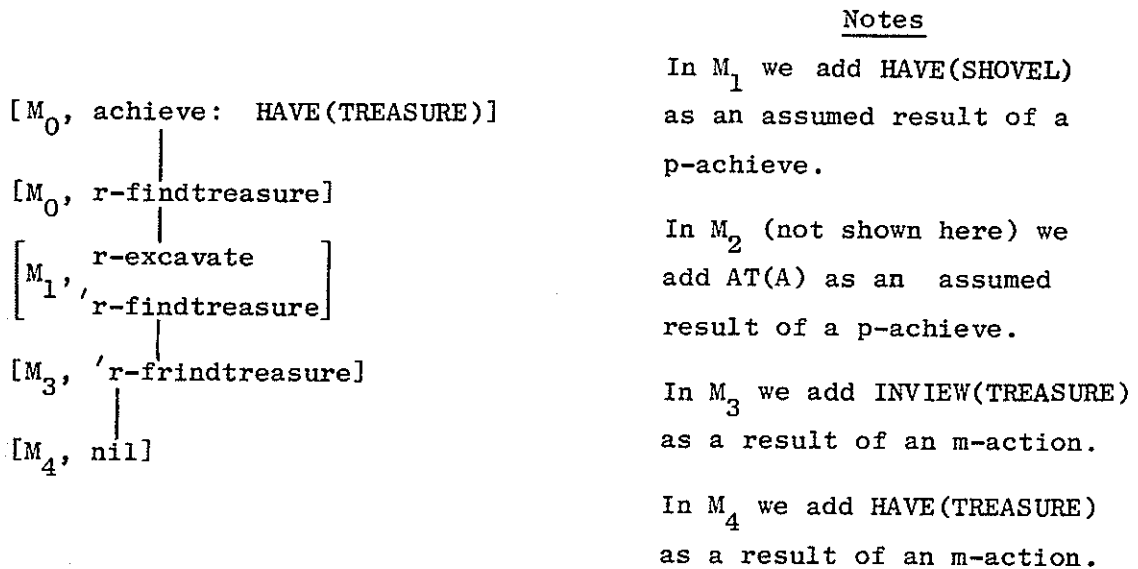 [M0, achieve: HAVE(TREASURE)]
[M0, r-findtreasure]
[M1, r-excavate
'r-findtreasure]
[M3, 'r-frindtreasure]
[M4, nil]
Notes
In M1 we add HAVE(SHOVEL)
as an assumed result of a
p-achieve.
In M2 (not shown here) we
add AT(A) as an assumed
result of a p-achieve.
In M3 we add INVIEW(TREASURE)
as a result of an m-action.
In M4 we add HAVE(TREASURE)
as a result of an m-action.